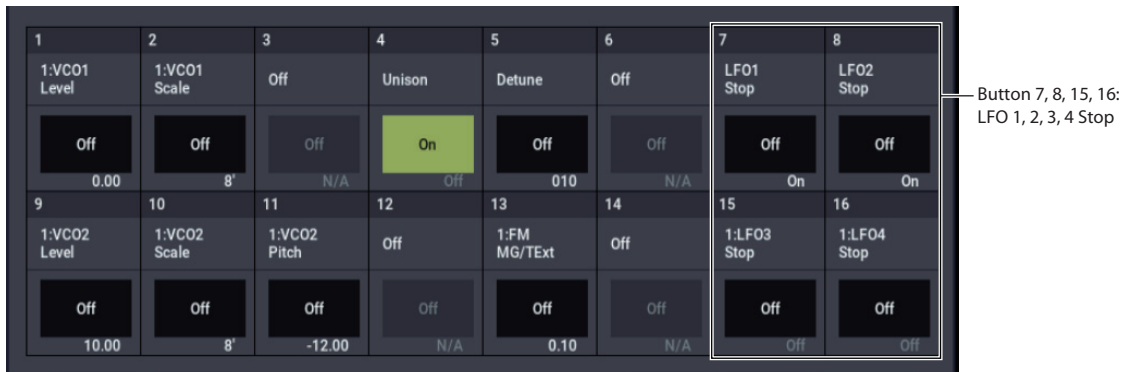 1 2 3 4 5 6 7 8
1:VCO1 Level
1:VCO1 Scale
Off
Unison
Detune
Off
LFO1 Stop
LFO2 Stop
Off Off Off On Off Off Off Off
0.00 8' N/A Off 010 N/A On On
9 10 11 12 13 14 15 16
1:VCO2 Level
1:VCO2 Scale
1:VCO2 Pitch
Off
1:FM MG/TExt
Off
1:LFO3 Stop
1:LFO4 Stop
Off Off Off Off Off Off Off Off
10.00 8' -12.00 N/A 0.10 N/A Off Off
Button 7, 8, 15, 16:
LFO 1, 2, 3, 4 Stop